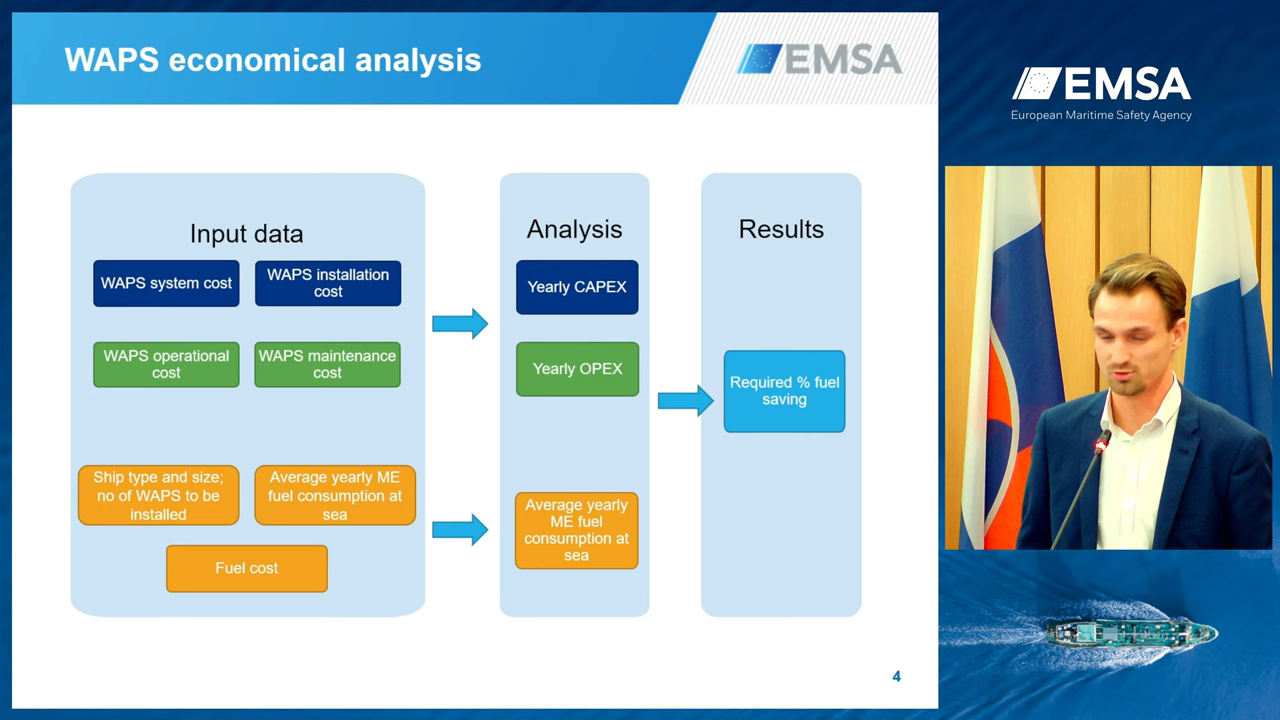 WAPS economical analysis
EMSA
EMSA
European Maritime Safety Agency
Input data
WAPS system cost
WAPS installation
cost
WAPS operational
cost
WAPS maintenance
cost
Ship type and size;
no of WAPS to be
installed
Average yearly ME
fuel consumption at
sea
Fuel cost
Analysis
Yearly CAPEX
Yearly OPEX
Average yearly
ME fuel
consumption at
sea
Results
Required % fuel
saving
4